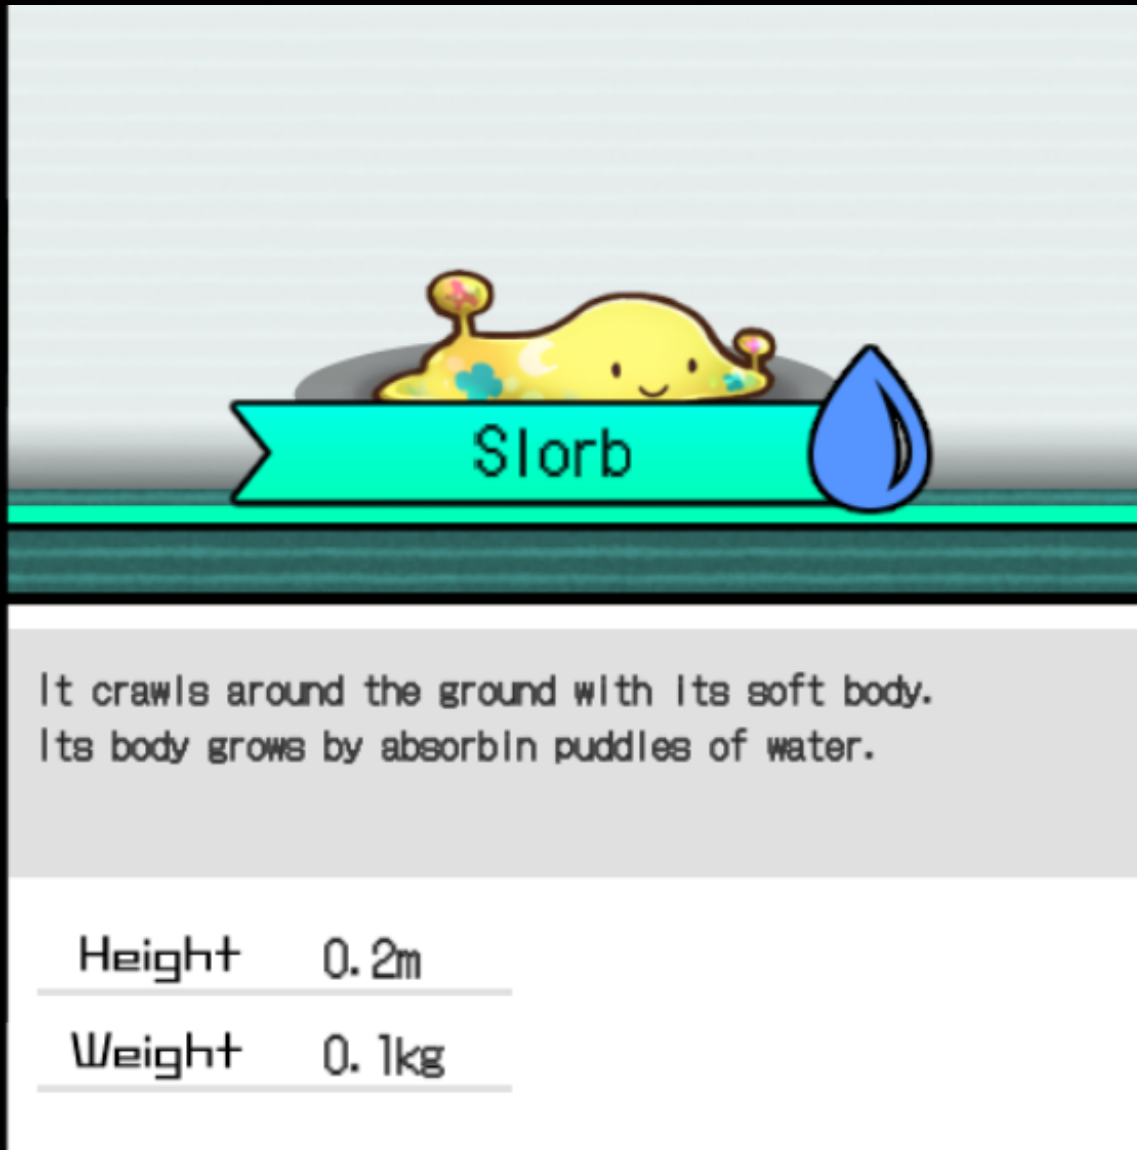 Slorb
It crawls around the ground with its soft body.
Its body grows by absorbin puddles of water.
Height 0.2m
Weight 0.1kg